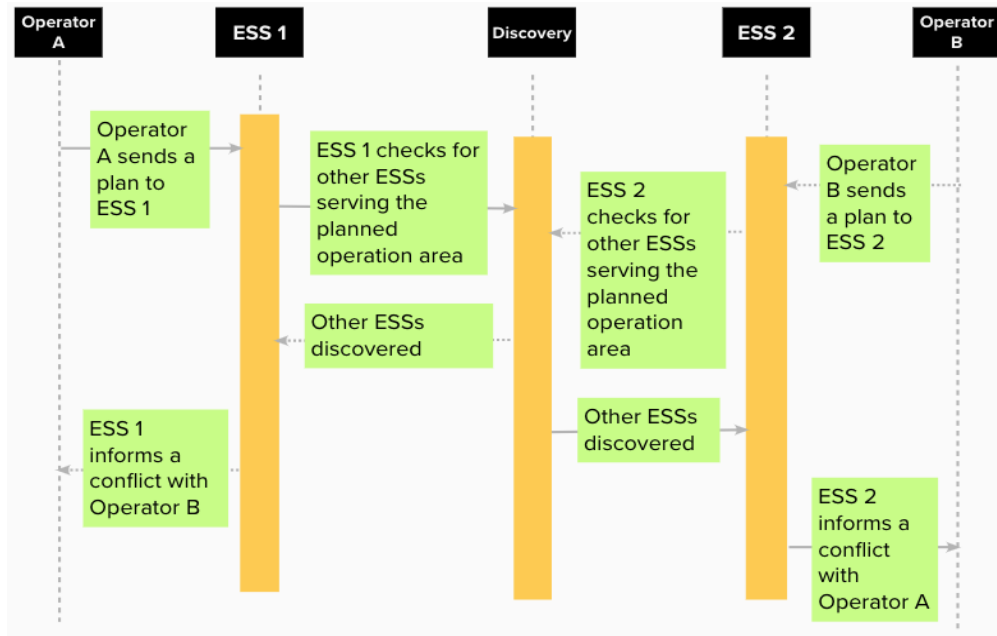 Operator
A
ESS 1
Discovery
ESS 2
Operator
B
Operator
A sends a
plan to
ESS 1
ESS 1 checks for
other ESSs
serving the
planned
operation area
ESS 2
checks for
other ESSs
serving the
planned
operation
area
Operator
B sends
a plan to
ESS 2
Other ESSs
discovered
Other ESSs
discovered
ESS 1
informs a
conflict with
Operator B
ESS 2
informs a
conflict
with
Operator A